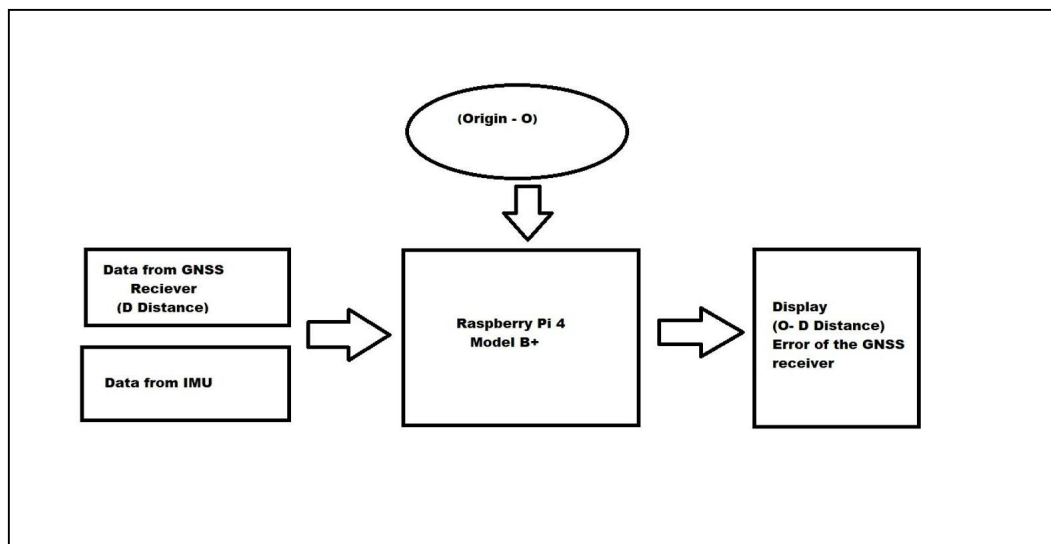 (Origin - O)
Data from GNSS
Reciever
(D Distance)
Data from IMU
Raspberry Pi 4
Model B+
Display
(O- D Distance)
Error of the GNSS
receiver